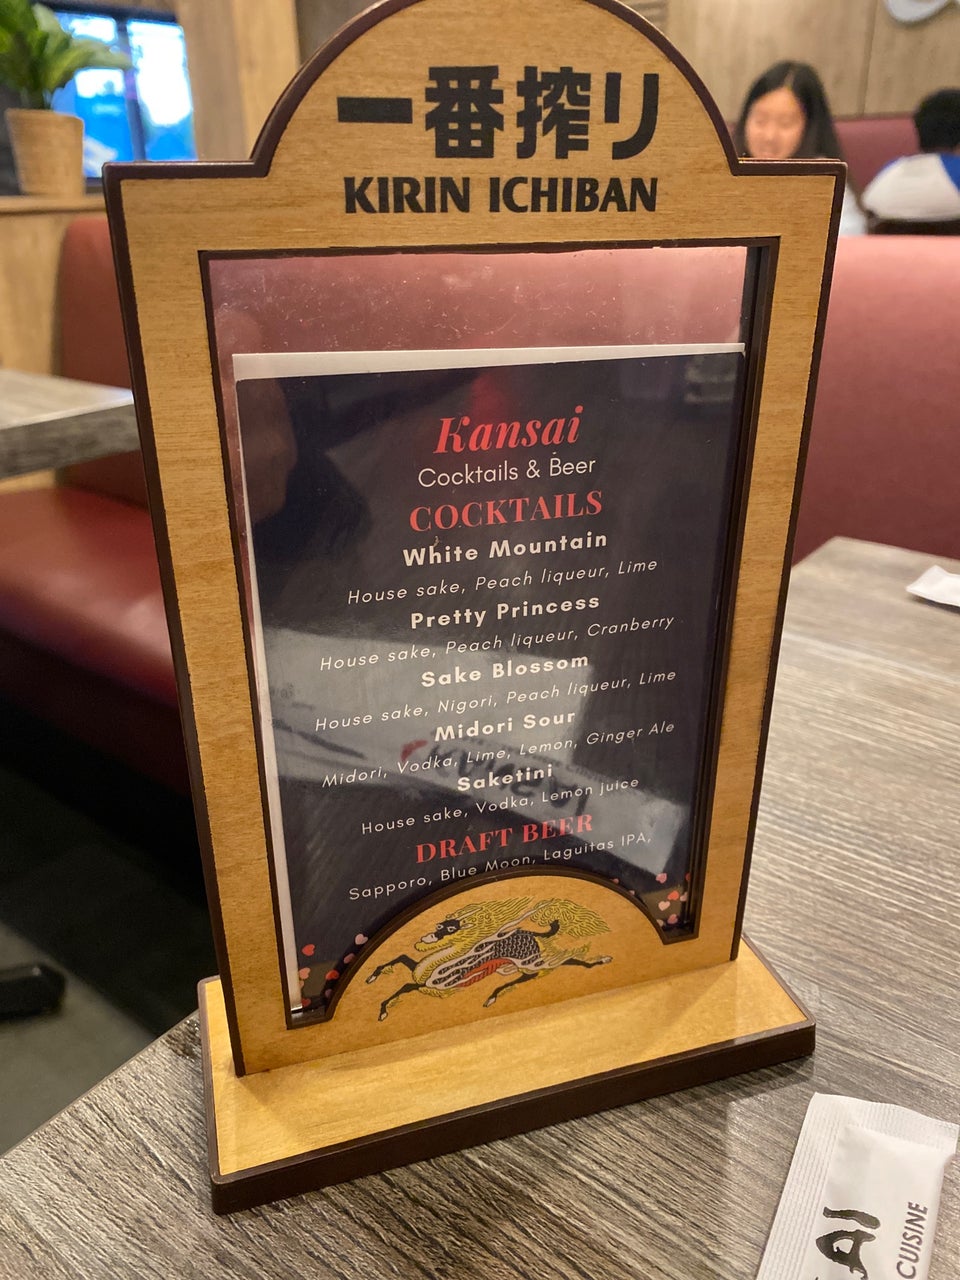 一番搾り
KIRIN ICHIBAN
Kansai
Cocktails & Beer
COCKTAILS
White Mountain
House sake, Peach liqueur, Lime
Pretty Princess
House sake, Peach liqueur, Cranberry
Sake Blossom
House sake, Nigori, Peach liqueur, Lime
Midori Sour
Midori, Vodka, Lime, Lemon, Ginger Ale
Saketini
House sake, Vodka, Lemon juice
DRAFT BEER
Sapporo, Blue Moon, Laguitas IPA,
AI
CUISINE